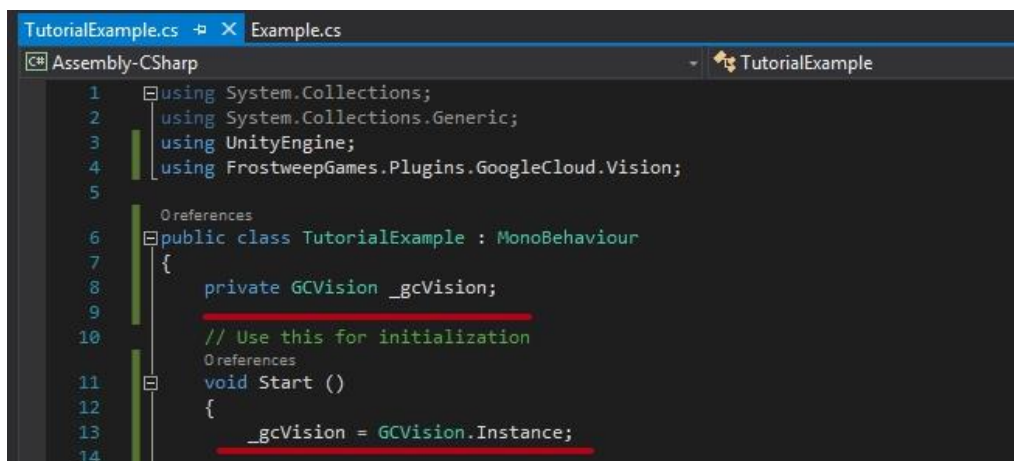 TutorialExample.cs Example.cs
C# Assembly-CSharp TutorialExample
1 using System.Collections;
2 using System.Collections.Generic;
3 using UnityEngine;
4 using FrostweepGames.Plugins.GoogleCloud.Vision;
5
0 references
6 public class TutorialExample : MonoBehaviour
7 {
8 private GCVision _gcVision;
9
10 // Use this for initialization
0 references
11 void Start ()
12 {
13 _gcVision = GCVision.Instance;
14